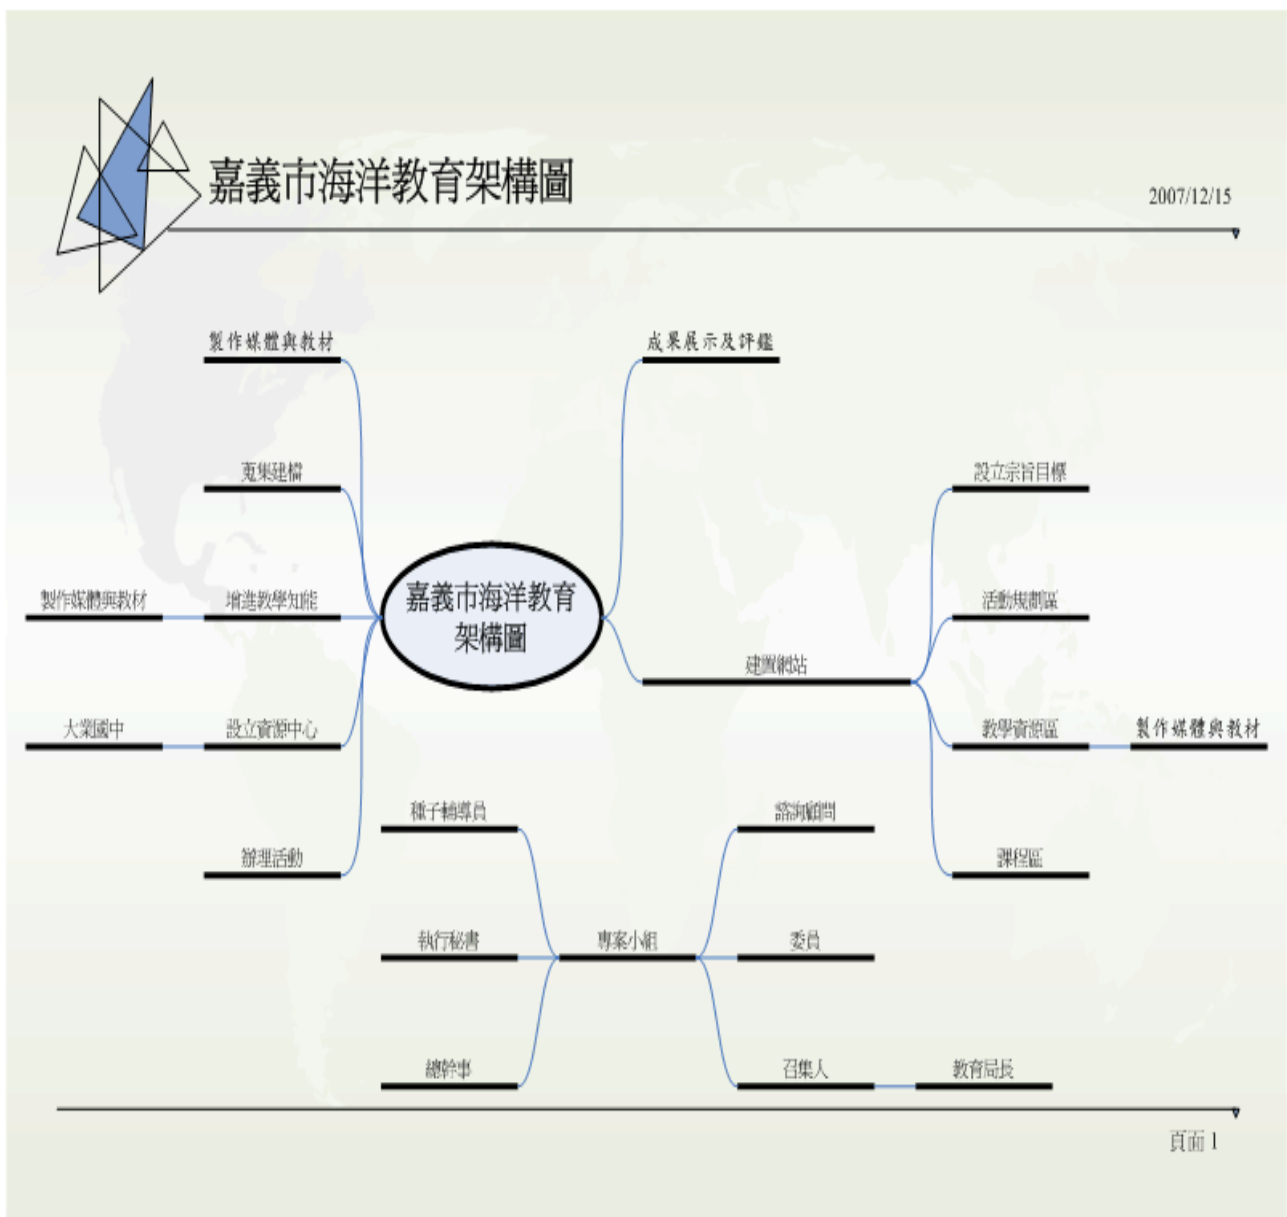 嘉義市海洋教育架構圖
2007/12/15
製作媒體與教材
成果展示及評鑑
蒐集建檔
設立宗旨目標
嘉義市海洋教育
架構圖
製作媒體與教材
增進教學知能
活動規劃區
建置網站
大業國中
設立資源中心
教學資源區
製作媒體與教材
種子輔導員
諮詢顧問
辦理活動
課程區
執行秘書
專案小組
委員
總幹事
召集人
教育局長
頁面 1